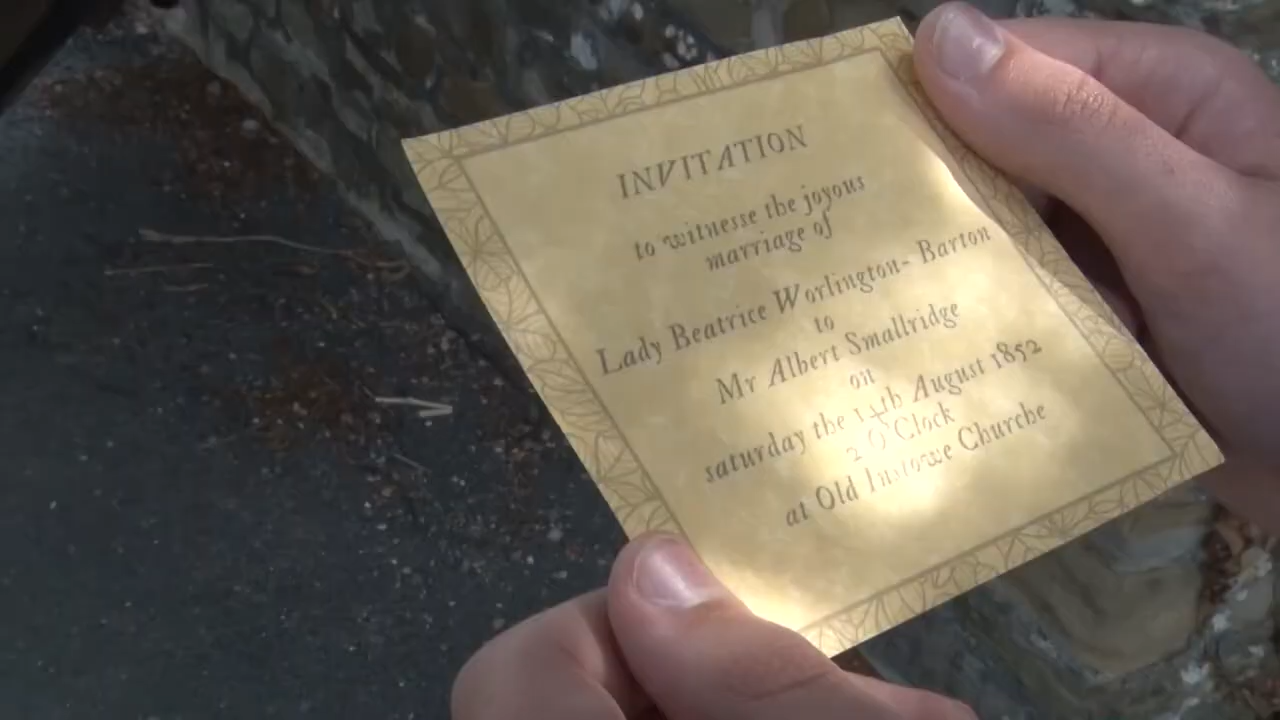 INVITATION
to witnesse the joyous
marriage of
Lady Beatrice Worlington- Barton
to
Mr Albert Smallridge
on
saturday the 14th August 1852
2 O'Clock
at Old Instowe Churche